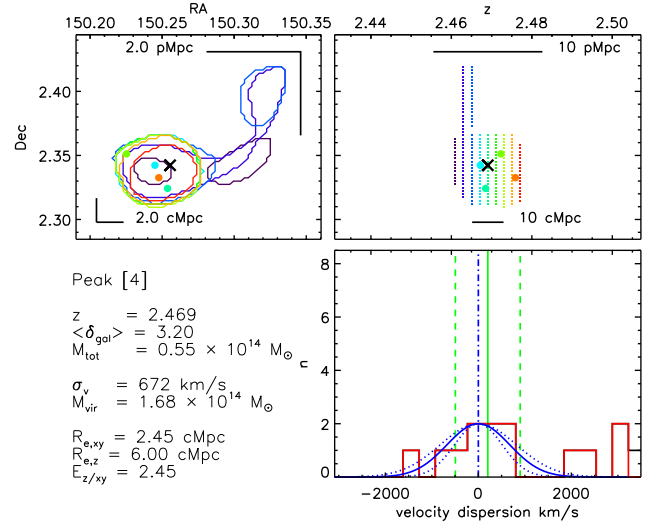 RA
z
150.20 150.25 150.30 150.35
2.44 2.46 2.48 2.50
2.0 pMpc
10 pMpc
2.40
Dec
2.35
2.30
2.0 cMpc
10 cMpc
Peak [4]
z = 2.469
<δgal> = 3.20
Mtot = 0.55 × 10^14 M⊙
σv = 672 km/s
Mvir = 1.68 × 10^14 M⊙
Re,xy = 2.45 cMpc
Re,z = 6.00 cMpc
Ez/xy = 2.45
8
6
n
4
2
0
-2000 0 2000
velocity dispersion km/s